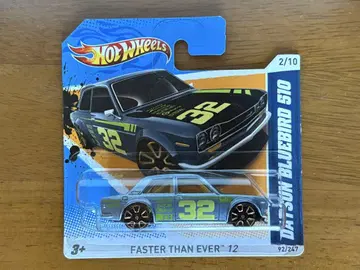 Hot Wheels
2/10
32
DATSUN BLUEBIRD 510
32
3+
FASTER THAN EVER '12
92/247